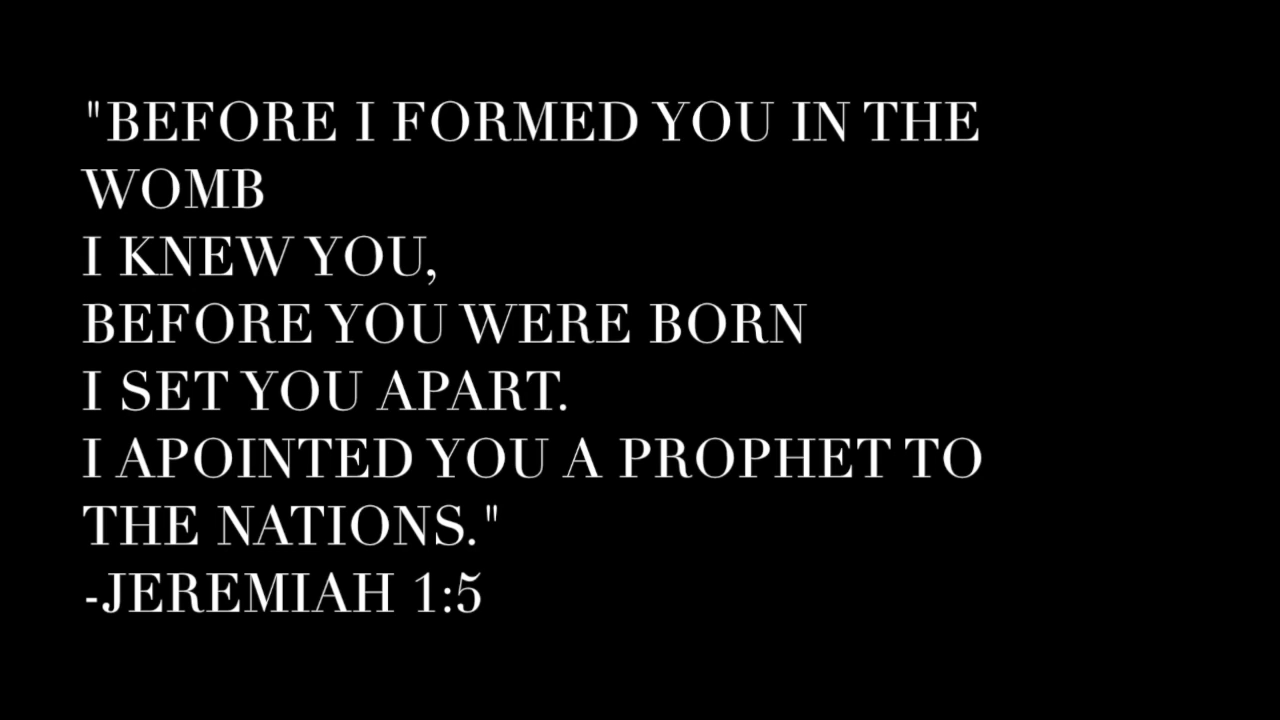 "BEFORE I FORMED YOU IN THE
WOMB
I KNEW YOU,
BEFORE YOU WERE BORN
I SET YOU APART.
I APOINTED YOU A PROPHET TO
THE NATIONS."
-JEREMIAH 1:5